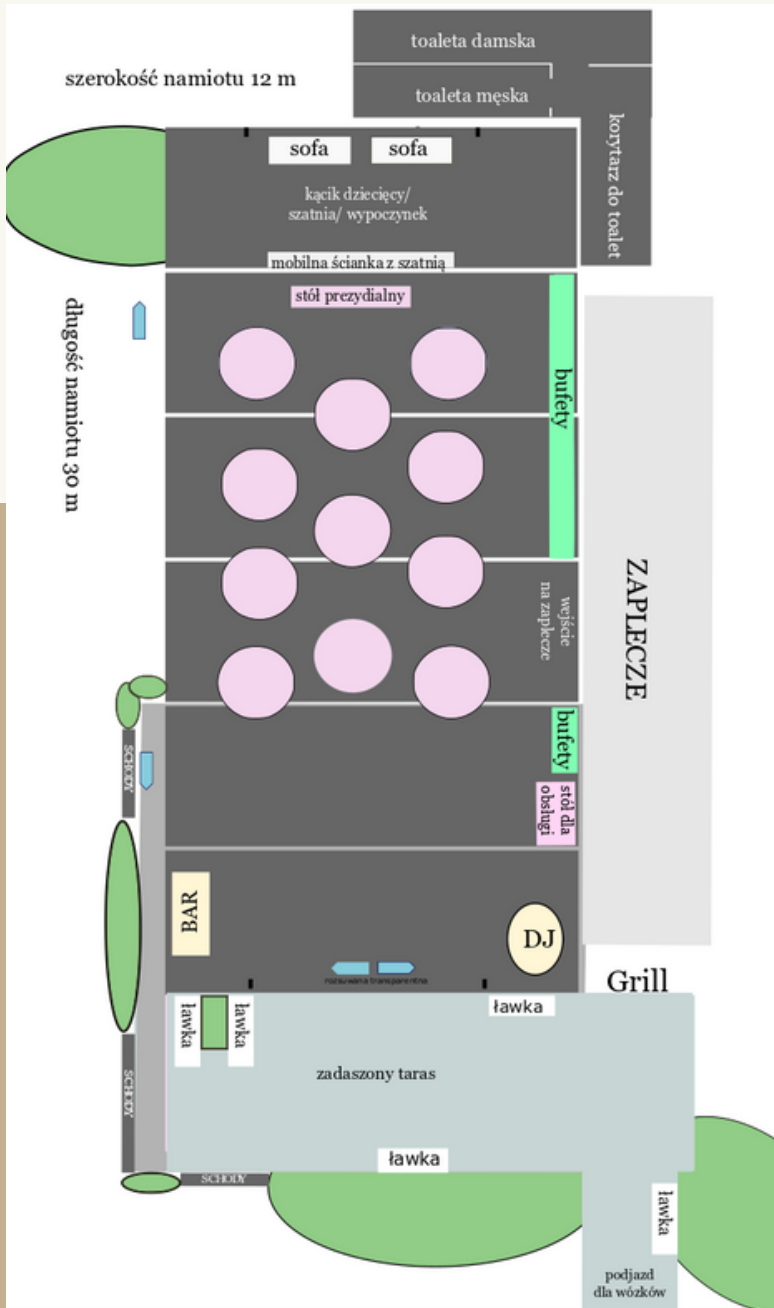 toaleta damska
szerokość namiotu 12 m
toaleta męska
korytarz do toalet
sofa
sofa
kącik dziecięcy/
szatnia/ wypoczynek
mobilna ścianka z szatnią
stół prezydialny
długość namiotu 30 m
bufety
ZAPLECZE
wejście
na zaplecze
SCHODY
bufety
stół dla
obsługi
BAR
DJ
rozsuwana transparentna
Grill
ławka
ławka
ławka
zadaszony taras
SCHODY
ławka
SCHODY
ławka
podjazd
dla wózków